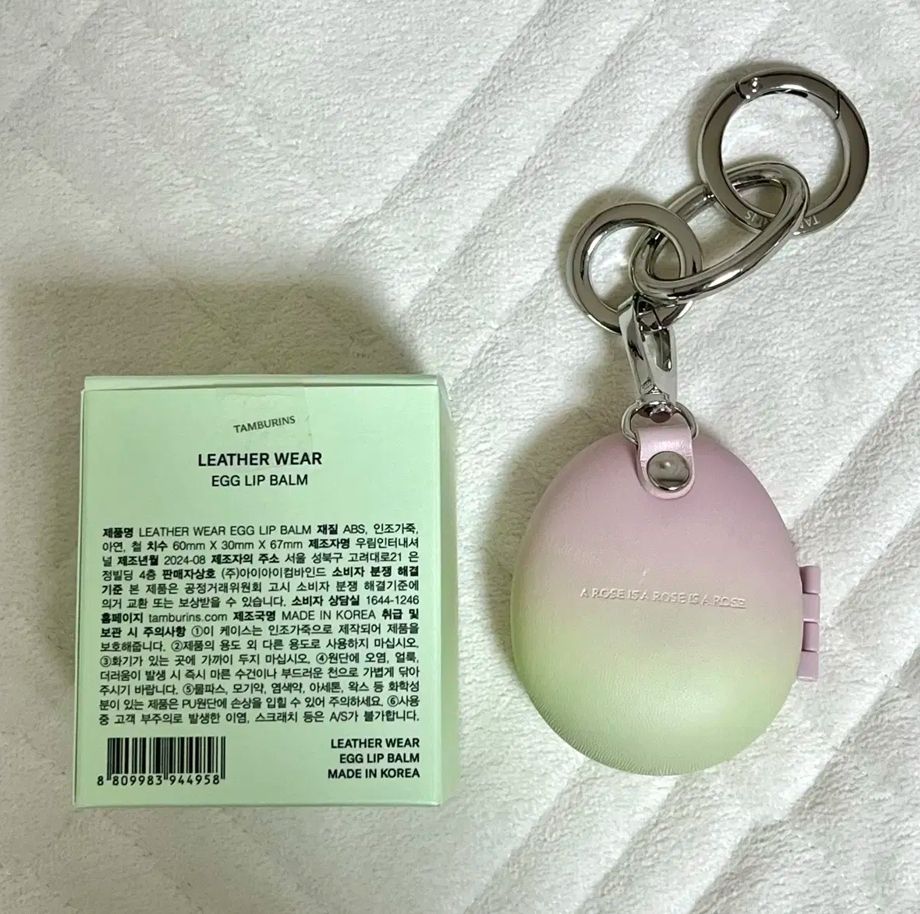 TAMBURINS
LEATHER WEAR
EGG LIP BALM
제품명 LEATHER WEAR EGG LIP BALM 재질 ABS, 인조가죽,
아연, 철 치수 60mm X 30mm X 67mm 제조자명 우림인터내셔
널 제조년월 2024-08 제조자의 주소 서울 성북구 고려대로21 은
정빌딩 4층 판매자상호 (주)아이아이컴바인드 소비자 분쟁 해결
기준 본 제품은 공정거래위원회 고시 소비자 분쟁 해결기준에
의거 교환 또는 보상받을 수 있습니다. 소비자 상담실 1644-1246
홈페이지 tamburins.com 제조국명 MADE IN KOREA 취급 및
보관 시 주의사항 ①이 케이스는 인조가죽으로 제작되어 제품을
보호해줍니다. ②제품의 용도 외 다른 용도로 사용하지 마십시오.
③화기가 있는 곳에 가까이 두지 마십시오. ④원단에 오염, 얼룩,
더러움이 발생 시 즉시 마른 수건이나 부드러운 천으로 가볍게 닦아
주시기 바랍니다. ⑤물파스, 모기약, 염색약, 아세톤, 왁스 등 화학성
분이 있는 제품은 PU원단에 손상을 입힐 수 있어 주의하세요. ⑥사용
중 고객 부주의로 발생한 이염, 스크래치 등은 A/S가 불가합니다.
8 809983 944958
LEATHER WEAR
EGG LIP BALM
MADE IN KOREA
A ROSE IS A ROSE IS A ROSE